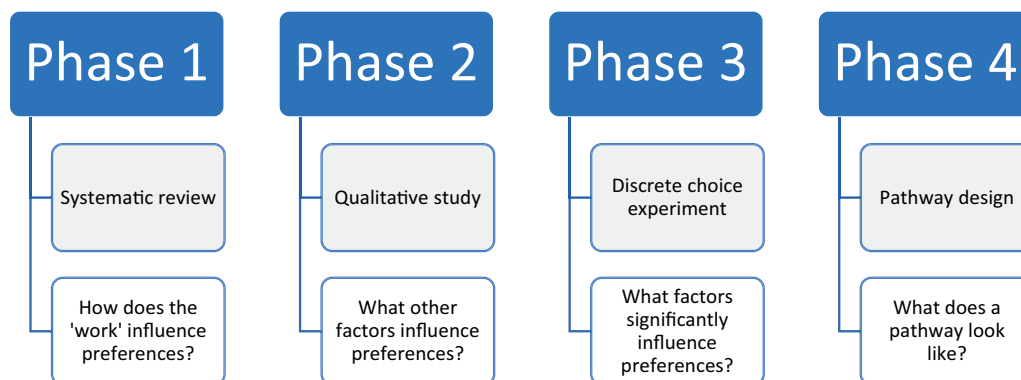 Phase 1
Systematic review
How does the
'work' influence
preferences?
Phase 2
Qualitative study
What other
factors influence
preferences?
Phase 3
Discrete choice
experiment
What factors
significantly
influence
preferences?
Phase 4
Pathway design
What does a
pathway look
like?